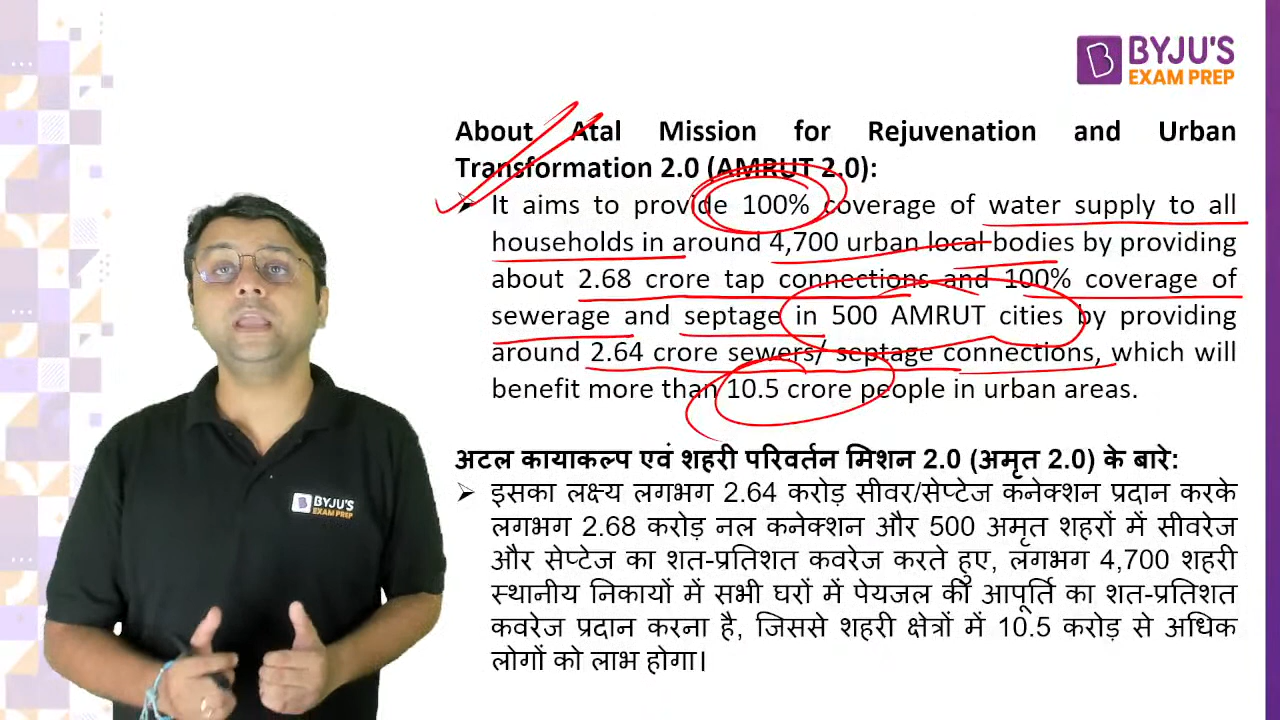 BYJU'S
EXAM PREP
About Atal Mission for Rejuvenation and Urban
Transformation 2.0 (AMRUT 2.0):
➢ It aims to provide 100% coverage of water supply to all
households in around 4,700 urban local bodies by providing
about 2.68 crore tap connections and 100% coverage of
sewerage and septage in 500 AMRUT cities by providing
around 2.64 crore sewers/ septage connections, which will
benefit more than 10.5 crore people in urban areas.
अटल कायाकल्प एवं शहरी परिवर्तन मिशन 2.0 (अमृत 2.0) के बारे:
➢ इसका लक्ष्य लगभग 2.64 करोड़ सीवर/सेप्टेज कनेक्शन प्रदान करके
लगभग 2.68 करोड़ नल कनेक्शन और 500 अमृत शहरों में सीवरेज
और सेप्टेज का शत-प्रतिशत कवरेज करते हुए, लगभग 4,700 शहरी
स्थानीय निकायों में सभी घरों में पेयजल की आपूर्ति का शत-प्रतिशत
कवरेज प्रदान करना है, जिससे शहरी क्षेत्रों में 10.5 करोड़ से अधिक
लोगों को लाभ होगा।
BYJU'S
EXAM PREP